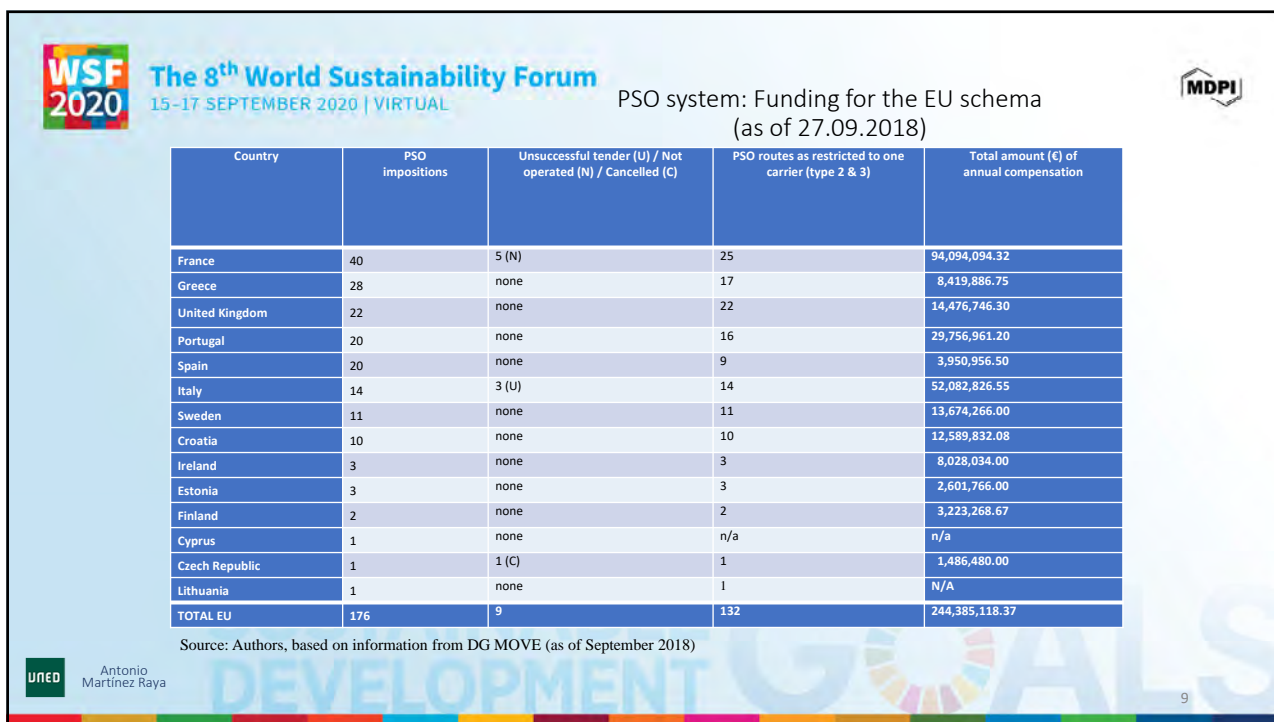 WSF
2020
The 8th World Sustainability Forum
15-17 SEPTEMBER 2020 | VIRTUAL
PSO system: Funding for the EU schema
(as of 27.09.2018)
MDPI
Country PSO impositions Unsuccessful tender (U) / Not operated (N) / Cancelled (C) PSO routes as restricted to one carrier (type 2 & 3) Total amount (€) of annual compensation
France 40 5 (N) 25 94,094,094.32
Greece 28 none 17 8,419,886.75
United Kingdom 22 none 22 14,476,746.30
Portugal 20 none 16 29,756,961.20
Spain 20 none 9 3,950,956.50
Italy 14 3 (U) 14 52,082,826.55
Sweden 11 none 11 13,674,266.00
Croatia 10 none 10 12,589,832.08
Ireland 3 none 3 8,028,034.00
Estonia 3 none 3 2,601,766.00
Finland 2 none 2 3,223,268.67
Cyprus 1 none n/a n/a
Czech Republic 1 1 (C) 1 1,486,480.00
Lithuania 1 none 1 N/A
TOTAL EU 176 9 132 244,385,118.37
Source: Authors, based on information from DG MOVE (as of September 2018)
SUSTAINABLE
DEVELOPMENT GOALS
UNED
Antonio
Martínez Raya
9